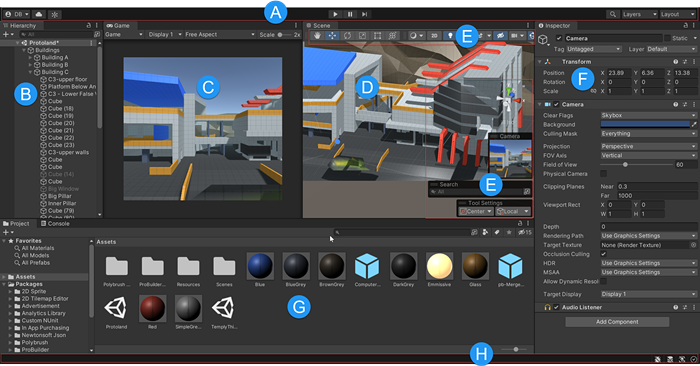 DB
A
Layers
Layout
Hierarchy
All
Protoland*
Buildings
Building A
Building B
Building C
C3-upper floor
Platform Below An
C3 - Lower False
Cube
Cube (18)
Cube (19)
Cube (20)
Cube (21)
Cube (22)
Cube (23)
C3-upper walls
Cube
Cube
Cube (14)
Cube
Big Window
Big Pillar
Inner Pillar
Cube (79)
Cube (80)
B
Game
Game
Display 1
Free Aspect
Scale
2x
C
Scene
2D
E
D
Camera
E
Search
All
Tool Settings
Center
Local
Inspector
Camera
Static
Tag
Untagged
Layer
Default
Transform
Position
X
23.89
Y
6.36
Z
13.38
Rotation
X
0
Y
0
Z
0
Scale
X
1
Y
1
Z
1
F
Camera
Clear Flags
Skybox
Background
Culling Mask
Everything
Projection
Perspective
FOV Axis
Vertical
Field of View
60
Physical Camera
Clipping Planes
Near
0.3
Far
1000
Viewport Rect
X
0
Y
0
W
1
H
1
Depth
0
Rendering Path
Use Graphics Settings
Target Texture
None (Render Texture)
Occlusion Culling
HDR
Use Graphics Settings
MSAA
Use Graphics Settings
Allow Dynamic Resol
Target Display
Display 1
Audio Listener
Add Component
Project
Console
15
Favorites
All Materials
All Models
All Prefabs
Assets
Packages
2D Sprite
2D Tilemap Editor
Advertisement
Analytics Library
Custom NUnit
In App Purchasing
Newtonsoft Json
Polybrush
ProBuilder
Assets
Polybrush ...
ProBuilder...
Resources
Scenes
Blue
BlueGrey
BrownGrey
Computer...
DarkGrey
Emissive
Glass
pb-Merge...
Protoland
Red
SimpleGre...
TemplyThi...
G
H